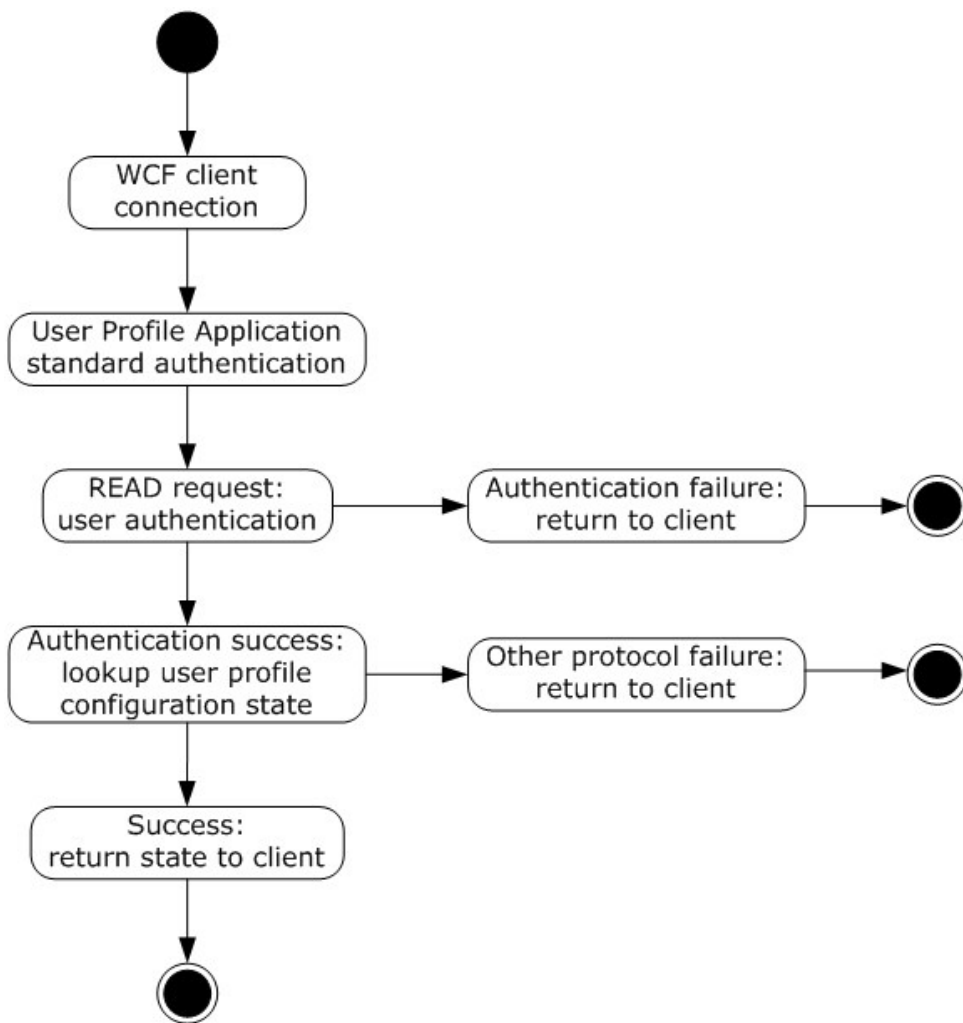 WCF client
connection
User Profile Application
standard authentication
READ request:
user authentication
Authentication failure:
return to client
Authentication success:
lookup user profile
configuration state
Other protocol failure:
return to client
Success:
return state to client